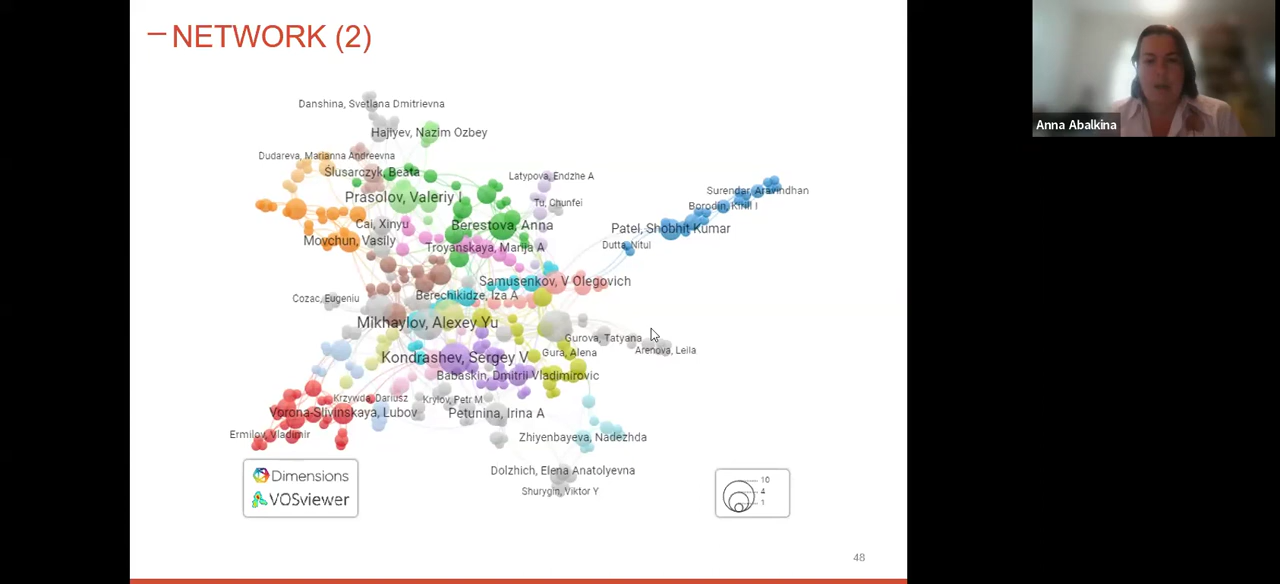 NETWORK (2)
Anna Abalkina
Danshina, Svetlana Dmitrievna
Hajiyev, Nazim Ozbey
Dudareva, Marianna Andreevna
Ślusarczyk, Beata
Latypova, Endzhe A
Surendar, Aravindhan
Prasolov, Valeriy I
Tu, Chunfei
Borodin, Kirill I
Cai, Xinyu
Berestova, Anna
Patel, Shobhit Kumar
Movchun, Vasily
Troyanskaya, Marija A
Dutta, Nitul
Samusenkov, V Olegovich
Cozac, Eugeniu
Berechikidze, Iza A
Mikhaylov, Alexey Yu
Gurova, Tatyana
Arenova, Leila
Kondrashev, Sergey V
Gura, Alena
Babaskin, Dmitrii Vladimirovic
Krzywda, Dariusz
Krylov, Petr M
Vorona-Slivinskaya, Lubov
Petunina, Irina A
Ermilov, Vladimir
Zhiyenbayeva, Nadezhda
Dolzhich, Elena Anatolyevna
Shurygin, Viktor Y
Dimensions
VOSviewer
10
4
1
48